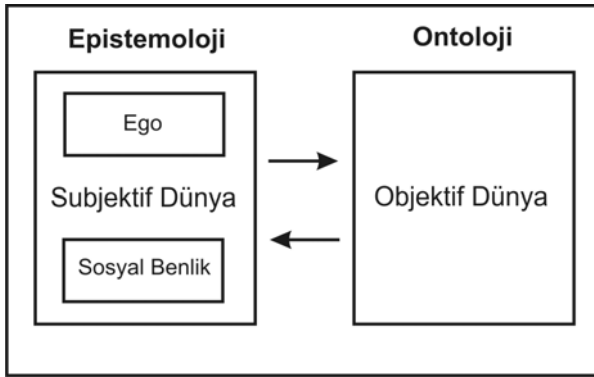 Epistemoloji
Ontoloji
Ego
Subjektif Dünya
Sosyal Benlik
Objektif Dünya